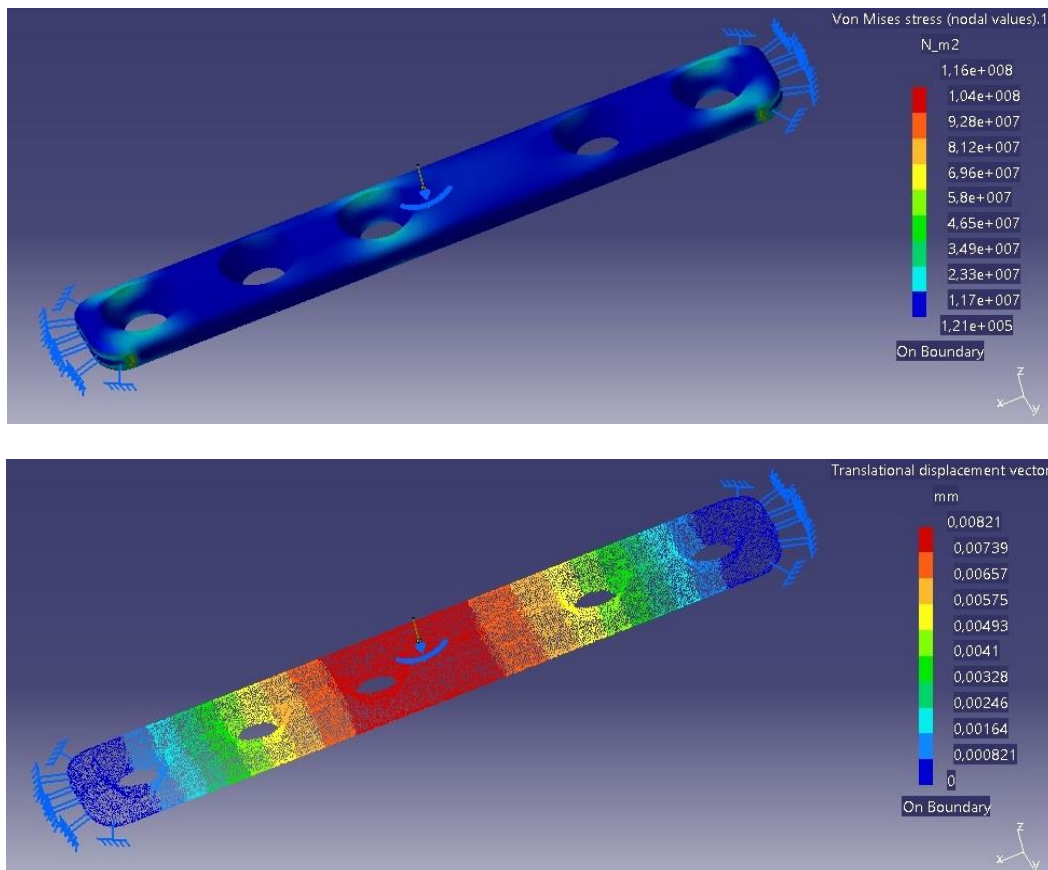 Von Mises stress (nodal values).1
N_m2
1,16e+008
1,04e+008
9,28e+007
8,12e+007
6,96e+007
5,8e+007
4,65e+007
3,49e+007
2,33e+007
1,17e+007
1,21e+005
On Boundary
z
x
y
Translational displacement vector
mm
0,00821
0,00739
0,00657
0,00575
0,00493
0,0041
0,00328
0,00246
0,00164
0,000821
0
On Boundary
z
x
y